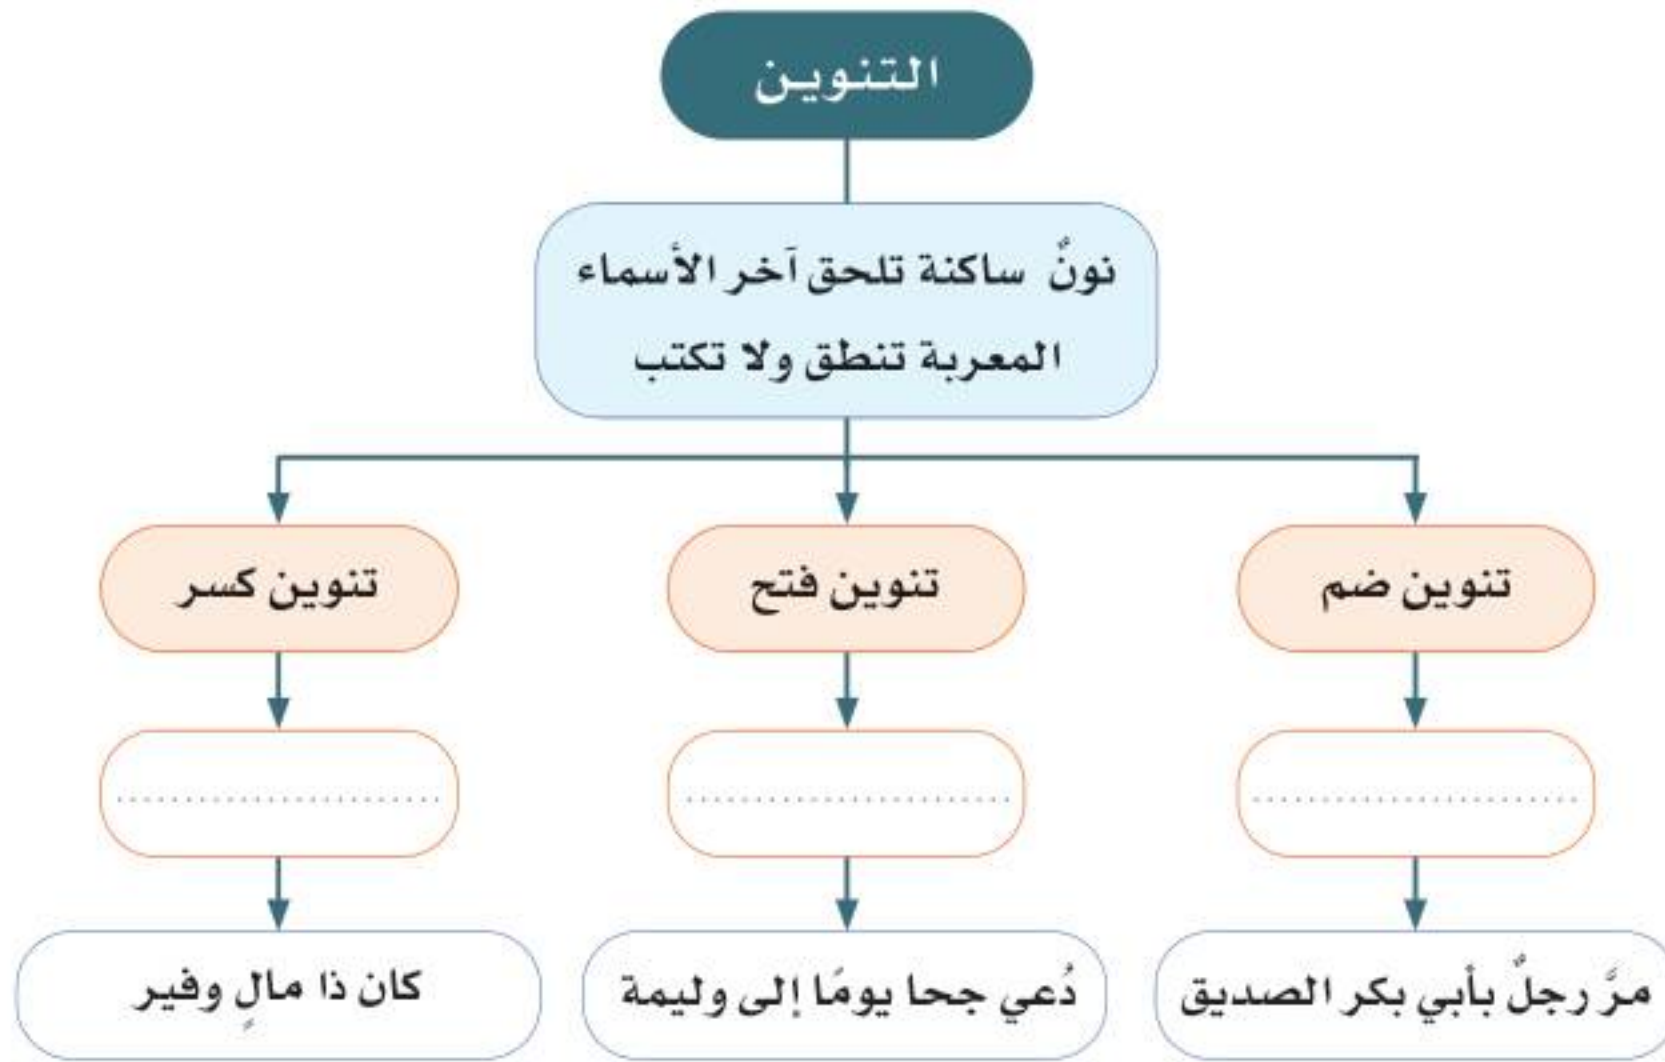 التنوين
نونٌ ساكنة تلحق آخر الأسماء
المعربة تنطق ولا تكتب
تنوين ضم
تنوين فتح
تنوين كسر
........................
........................
........................
مرَّ رجلٌ بأبي بكر الصديق
دُعي جحا يومًا إلى وليمة
كان ذا مالٍ وفير